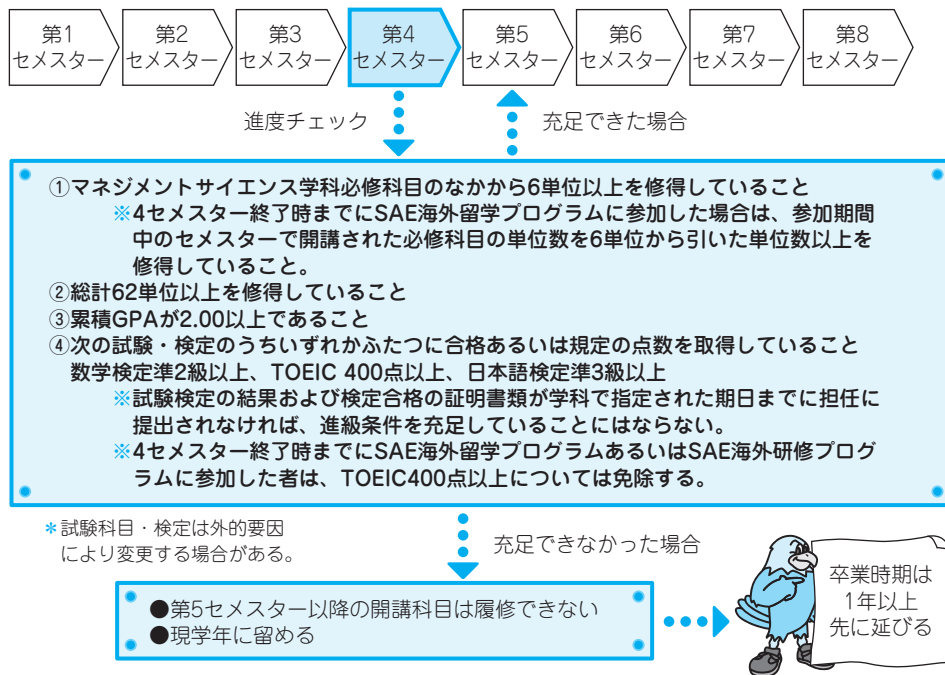 第1
セメスター
第2
セメスター
第3
セメスター
第4
セメスター
第5
セメスター
第6
セメスター
第7
セメスター
第8
セメスター
進度チェック
充足できた場合
①マネジメントサイエンス学科必修科目のなかから6単位以上を修得していること
※4セメスター終了時までにSAE海外留学プログラムに参加した場合は、参加期間
中のセメスターで開講された必修科目の単位数を6単位から引いた単位数以上を
修得していること。
②総計62単位以上を修得していること
③累積GPAが2.00以上であること
④次の試験・検定のうちいずれかふたつに合格あるいは規定の点数を取得していること
数学検定準2級以上、TOEIC 400点以上、日本語検定準3級以上
※試験検定の結果および検定合格の証明書類が学科で指定された期日までに担任に
提出されなければ、進級条件を充足していることにはならない。
※4セメスター終了時までにSAE海外留学プログラムあるいはSAE海外研修プログ
ラムに参加した者は、TOEIC400点以上については免除する。
*試験科目・検定は外的要因
により変更する場合がある。
充足できなかった場合
●第5セメスター以降の開講科目は履修できない
●現学年に留める
卒業時期は
1年以上
先に延びる